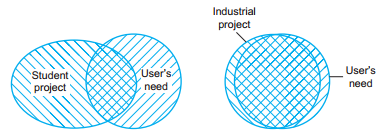 Student
project
User's
need
Industrial
project
User's
need